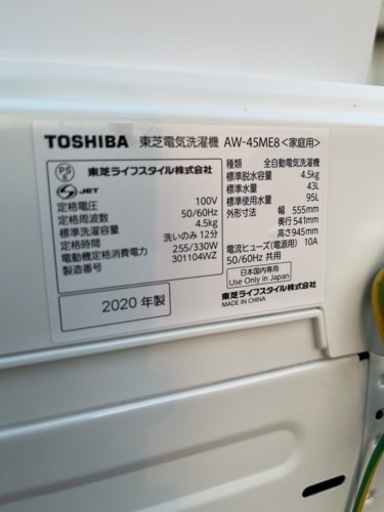 TOSHIBA 東芝電気洗濯機 AW-45ME8<家庭用>
PS E 東芝ライフスタイル株式会社
JET
定格電圧 100V
定格周波数 50/60Hz
標準洗濯容量 4.5kg
定格時間 洗いのみ 12分
電動機定格消費電力 255/330W
製造番号 301104WZ
2020 年製
種類 全自動電気洗濯機
標準脱水容量 4.5kg
標準水量 43L
標準使用水量 95L
外形寸法 幅 555mm
奥行 541mm
高さ945mm
電流ヒューズ(電源用) 10A
50/60Hz 共用
日本国内専用
Use Only in Japan
東芝ライフスタイル株式会社
MADE IN CHINA